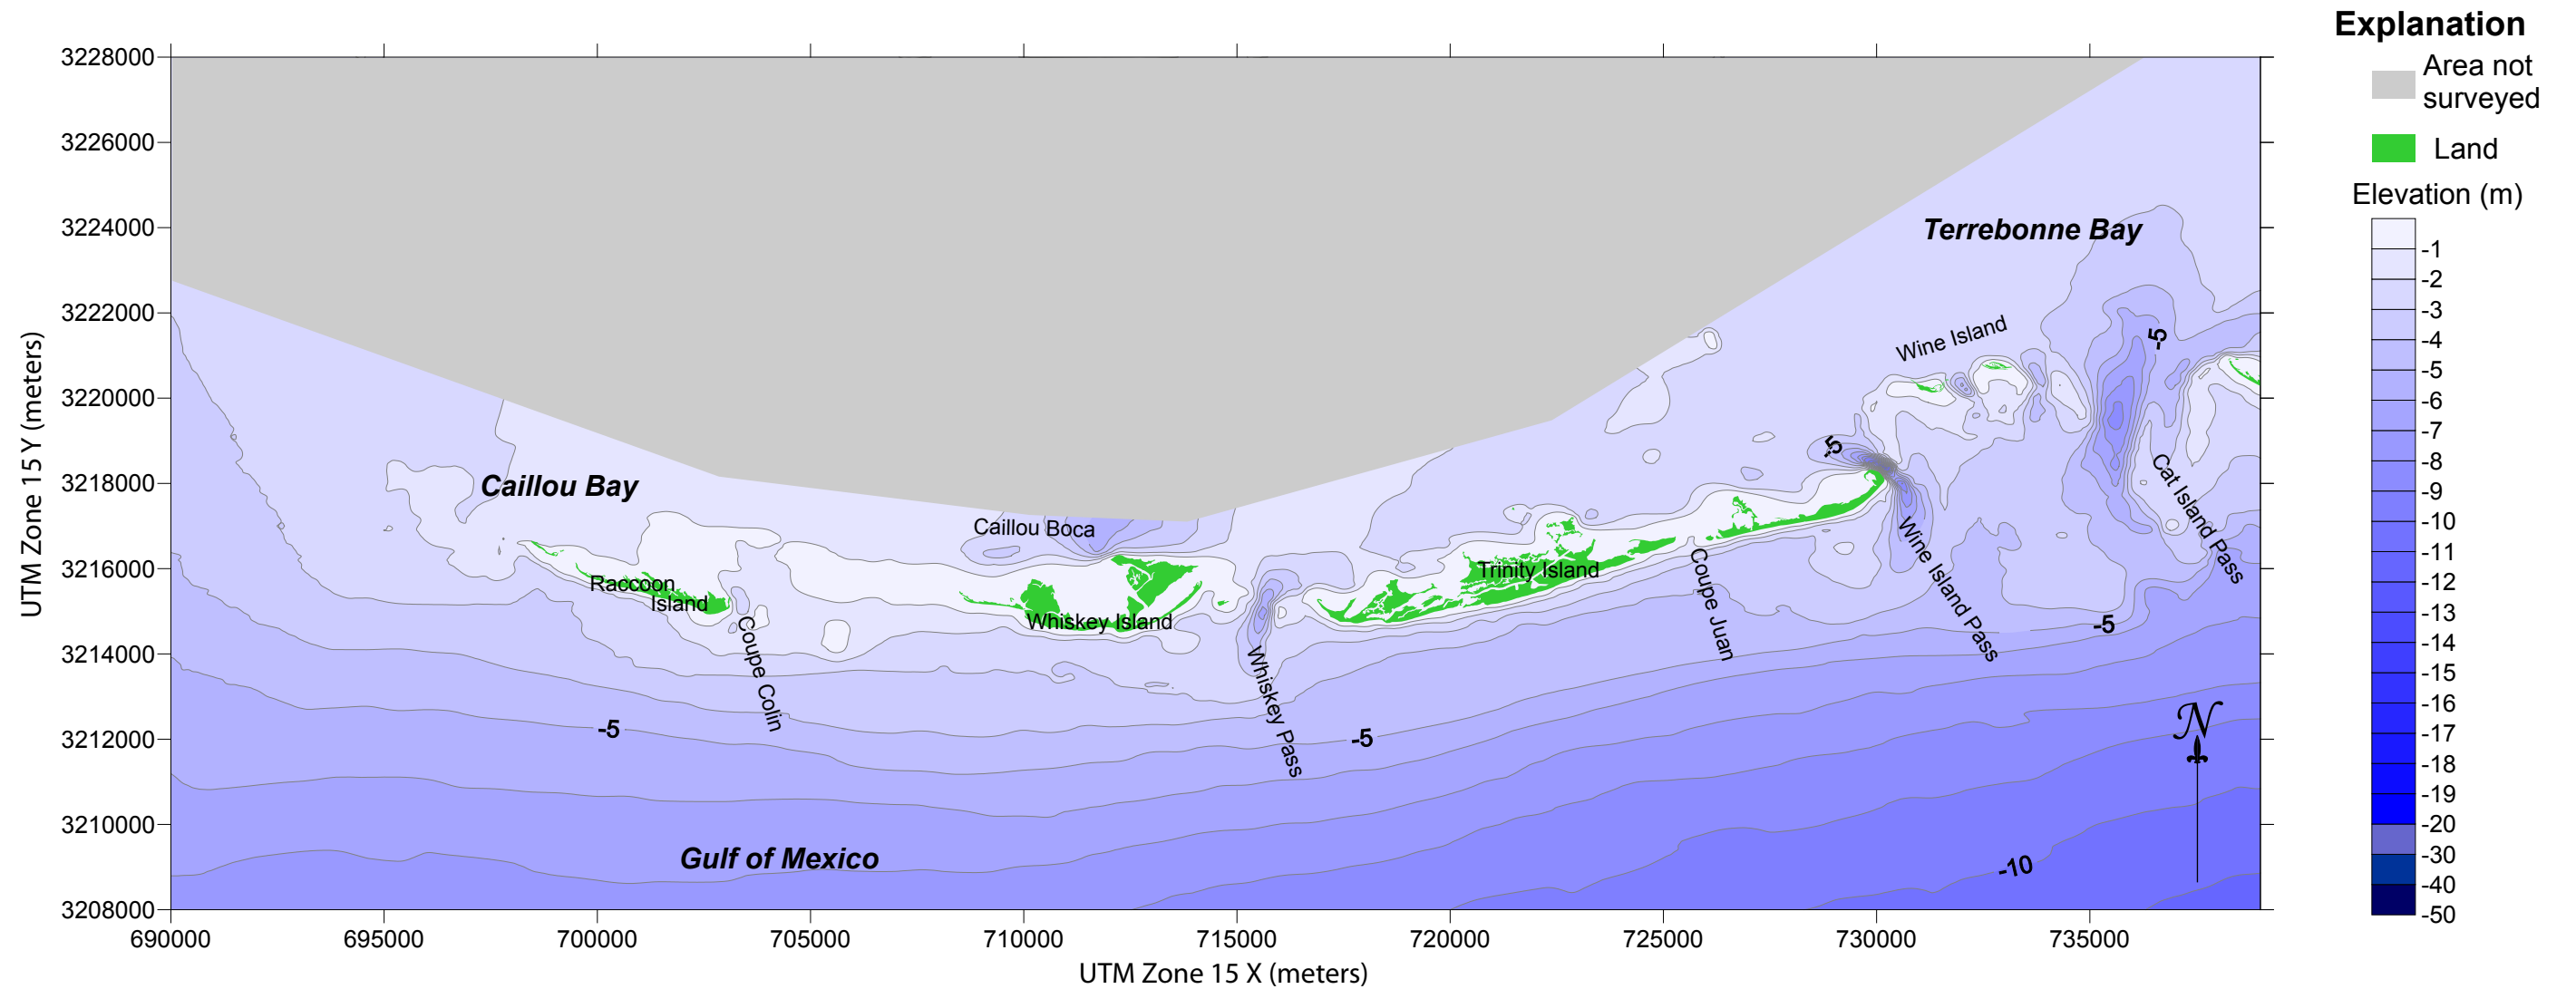 Explanation
Area not
surveyed
Land
Elevation (m)
-1
-2
-3
-4
-5
-6
-7
-8
-9
-10
-11
-12
-13
-14
-15
-16
-17
-18
-19
-20
-30
-40
-50
UTM Zone 15 Y (meters)
3228000
3226000
3224000
3222000
3220000
3218000
3216000
3214000
3212000
3210000
3208000
Terrebonne Bay
Wine Island
-5
-5
Cat Island Pass
Caillou Bay
Caillou Boca
Raccoon
Island
Whiskey Island
Trinity Island
Coupe Colin
Whiskey Pass
Coupe Juan
Wine Island Pass
-5
-5
-5
N
Gulf of Mexico
-10
690000
695000
700000
705000
710000
715000
720000
725000
730000
735000
UTM Zone 15 X (meters)